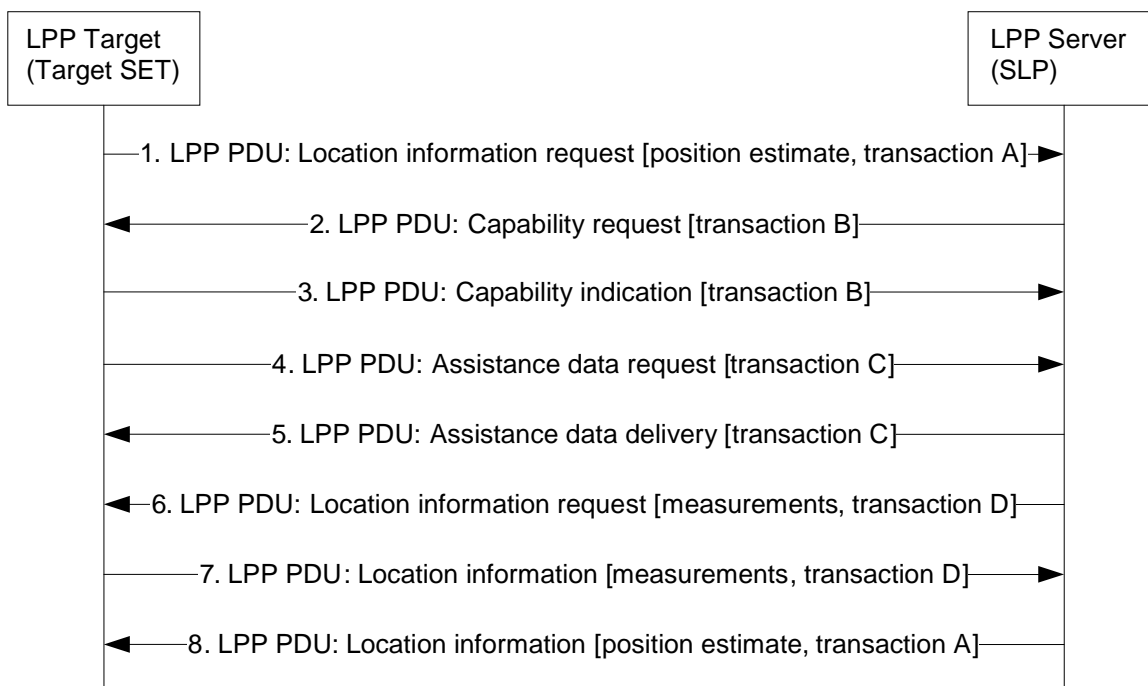 LPP Target
(Target SET)
LPP Server
(SLP)
1. LPP PDU: Location information request [position estimate, transaction A]
2. LPP PDU: Capability request [transaction B]
3. LPP PDU: Capability indication [transaction B]
4. LPP PDU: Assistance data request [transaction C]
5. LPP PDU: Assistance data delivery [transaction C]
6. LPP PDU: Location information request [measurements, transaction D]
7. LPP PDU: Location information [measurements, transaction D]
8. LPP PDU: Location information [position estimate, transaction A]